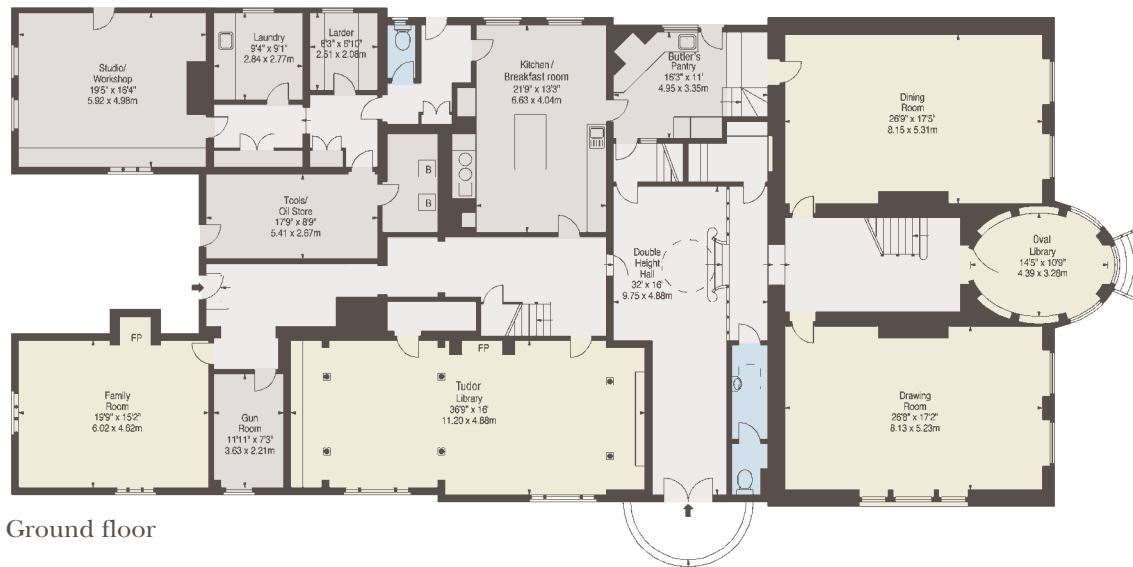 Studio/
Workshop
19'5" x 16'4"
5.92 x 4.98m
Laundry
9'4" x 9'1"
2.84 x 2.77m
Larder
8'3" x 6'10"
2.51 x 2.08m
Kitchen /
Breakfast room
21'9" x 13'3"
6.63 x 4.04m
Butler's
Pantry
16'3" x 11'
4.95 x 3.35m
Dining
Room
26'9" x 17'5"
8.15 x 5.31m
B
B
Tools/
Oil Store
17'9" x 8'9"
5.41 x 2.67m
Double
Height
Hall
32' x 16'
9.75 x 4.88m
Oval
Library
14'5" x 10'9"
4.39 x 3.28m
FP
FP
Family
Room
19'9" x 15'2"
6.02 x 4.62m
Gun
Room
11'11" x 7'3"
3.63 x 2.21m
Tudor
Library
36'9" x 16'
11.20 x 4.88m
Drawing
Room
26'8" x 17'2"
8.13 x 5.23m
Ground floor